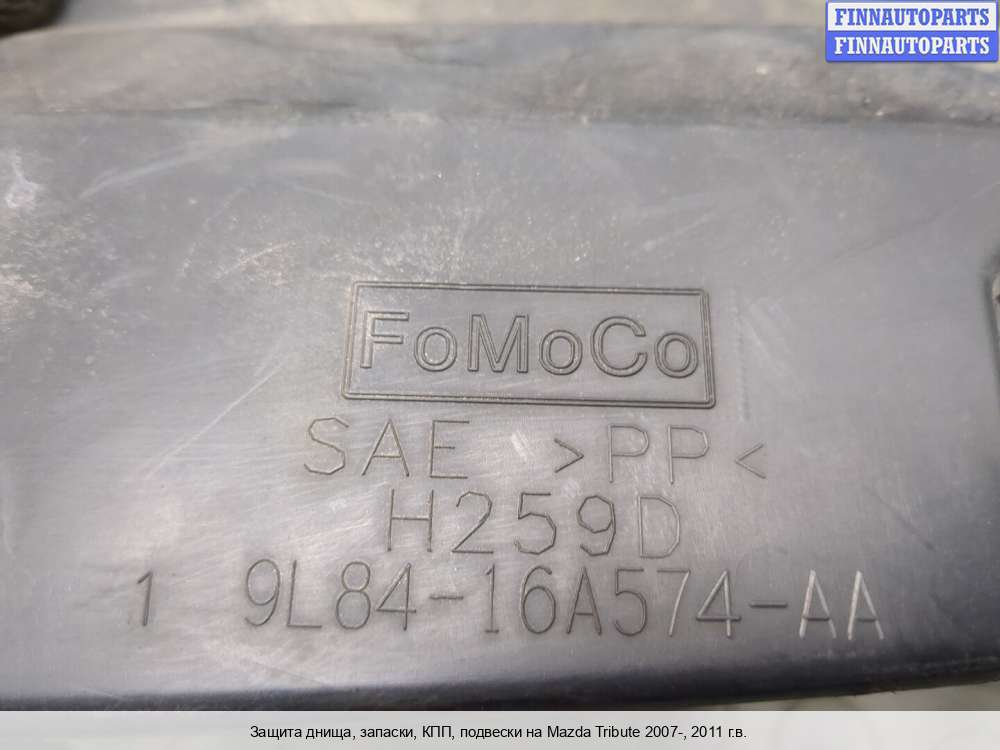 FINNAUTOPARTS
FINNAUTOPARTS
FoMoCo
SAE >PP<
H259D
1 9L84-16A574-AA
Защита днища, запаски, КПП, подвески на Mazda Tribute 2007-, 2011 г.в.